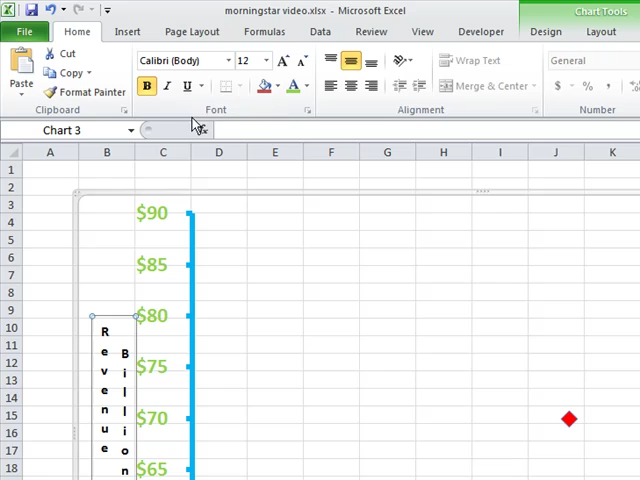 morningstar video.xlsx - Microsoft Excel
Chart Tools
File Home Insert Page Layout Formulas Data Review View Developer Layout
Paste
Cut
Copy
Format Painter
Clipboard
Calibri (Body) 12 A A
B I U A
Font
Wrap Text
Merge & Center
Alignment
General
$ % ,
Number
Chart 3 fx
A B C D E F G H I J K
1
2
3
4
5
6
7
8
9
10
11
12
13
14
15
16
17
18
$90
$85
$80
$75
$70
$65
Revenue
Billion